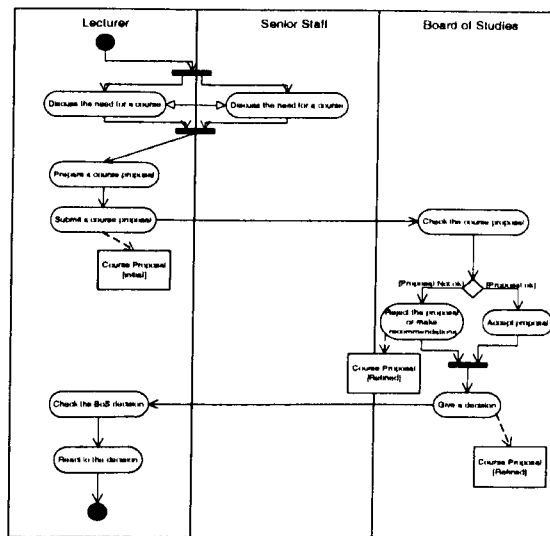 Lecturer
Senior Staff
Board of Studies
Discuss the need for a course
Discuss the need for a course
Prepare a course proposal
Submit a course proposal
Check the course proposal
Course Proposal
[Initial]
[Proposal Not ok]
[Proposal ok]
Reject the proposal
or make
recommendations
Accept proposal
Course Proposal
[Refined]
Check the BoS decision
Give a decision
React to the decision
Course Proposal
[Refined]